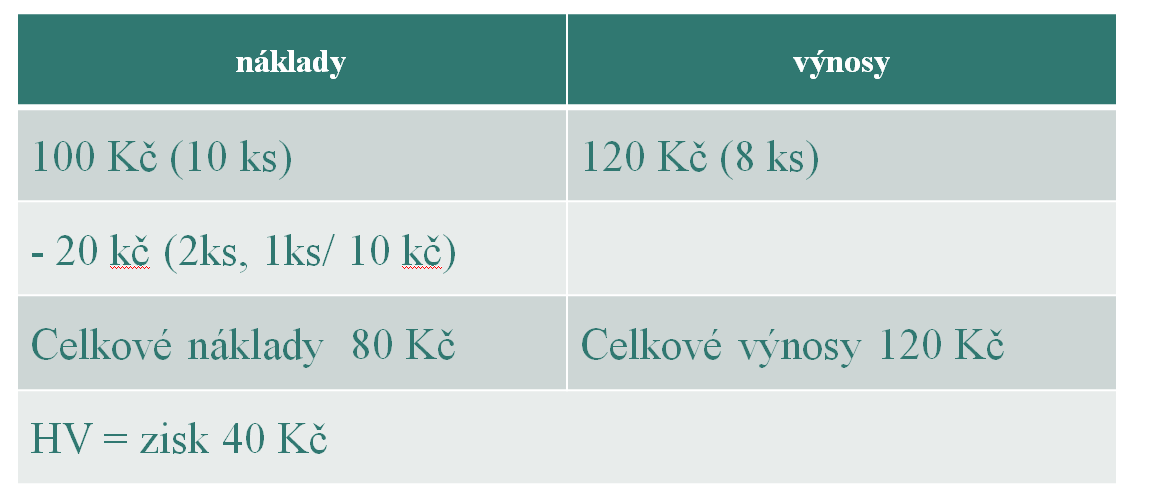 náklady výnosy
100 Kč (10 ks) 120 Kč (8 ks)
- 20 kč (2ks, 1ks/ 10 kč)
Celkové náklady 80 Kč Celkové výnosy 120 Kč
HV = zisk 40 Kč